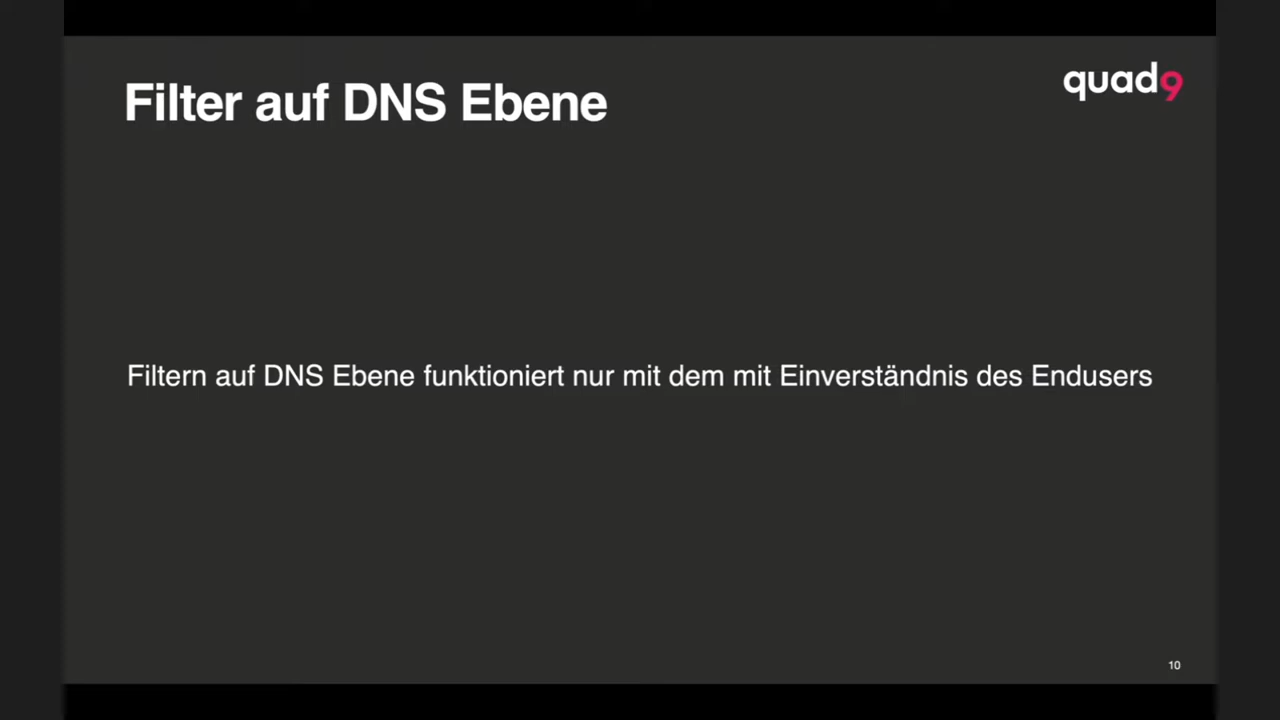 Filter auf DNS Ebene
quad9
Filtern auf DNS Ebene funktioniert nur mit dem mit Einverständnis des Endusers
10